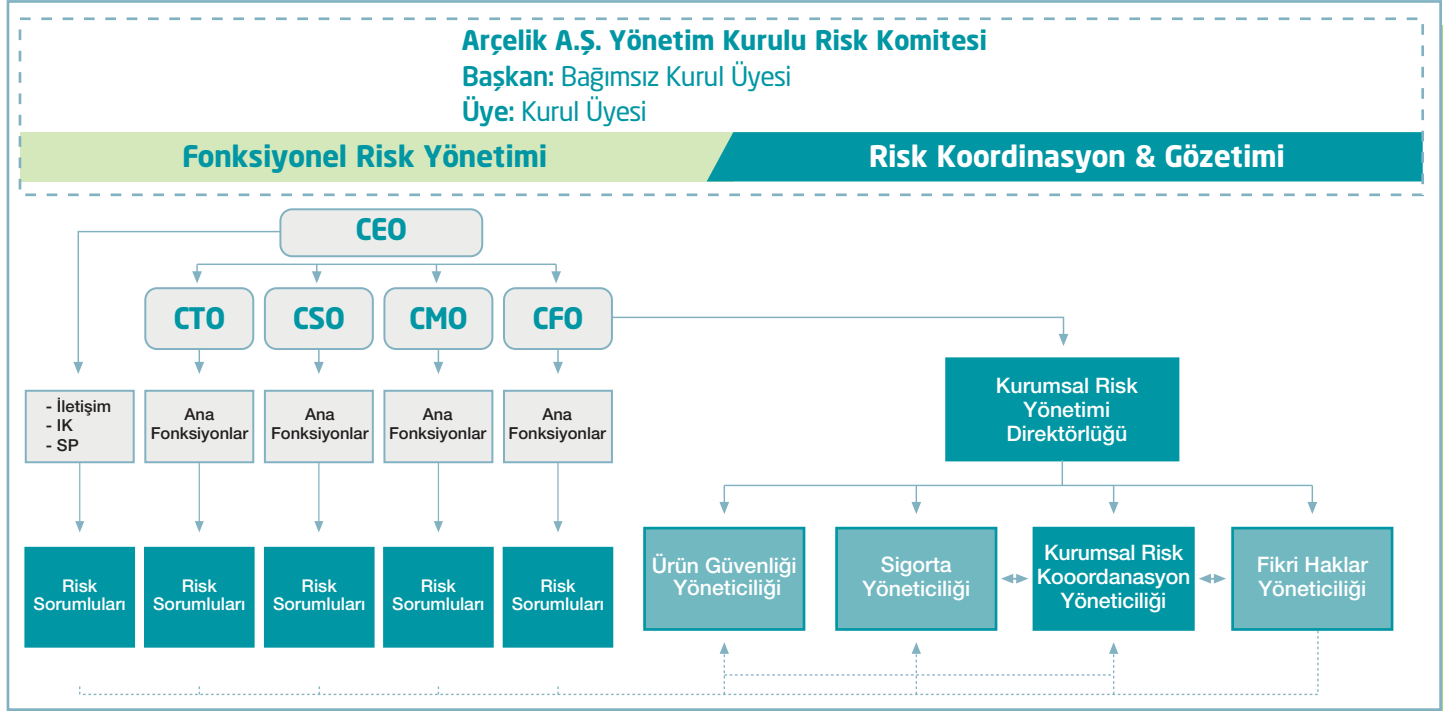 Arçelik A.Ş. Yönetim Kurulu Risk Komitesi
Başkan: Bağımsız Kurul Üyesi
Üye: Kurul Üyesi
Fonksiyonel Risk Yönetimi
Risk Koordinasyon & Gözetimi
CEO
CTO
CSO
CMO
CFO
Kurumsal Risk
Yönetimi
Direktörlüğü
- İletişim
- IK
- SP
Ana
Fonksiyonlar
Ana
Fonksiyonlar
Ana
Fonksiyonlar
Ana
Fonksiyonlar
Risk
Sorumluları
Risk
Sorumluları
Risk
Sorumluları
Risk
Sorumluları
Risk
Sorumluları
Ürün Güvenliği
Yöneticiliği
Sigorta
Yöneticiliği
Kurumsal Risk
Kooordanasyon
Yöneticiliği
Fikri Haklar
Yöneticiliği